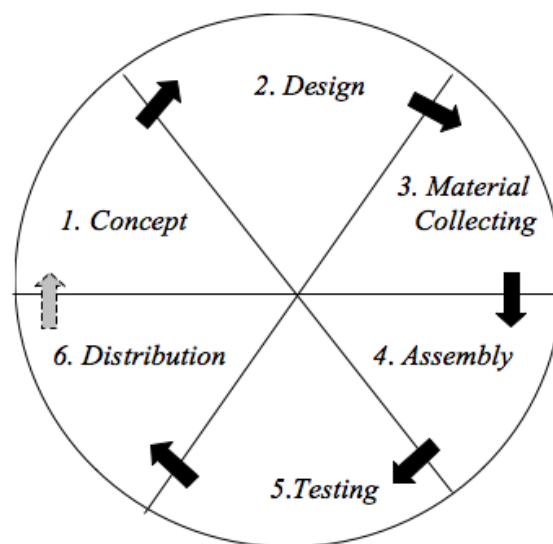 1. Concept
2. Design
3. Material
Collecting
4. Assembly
5.Testing
6. Distribution